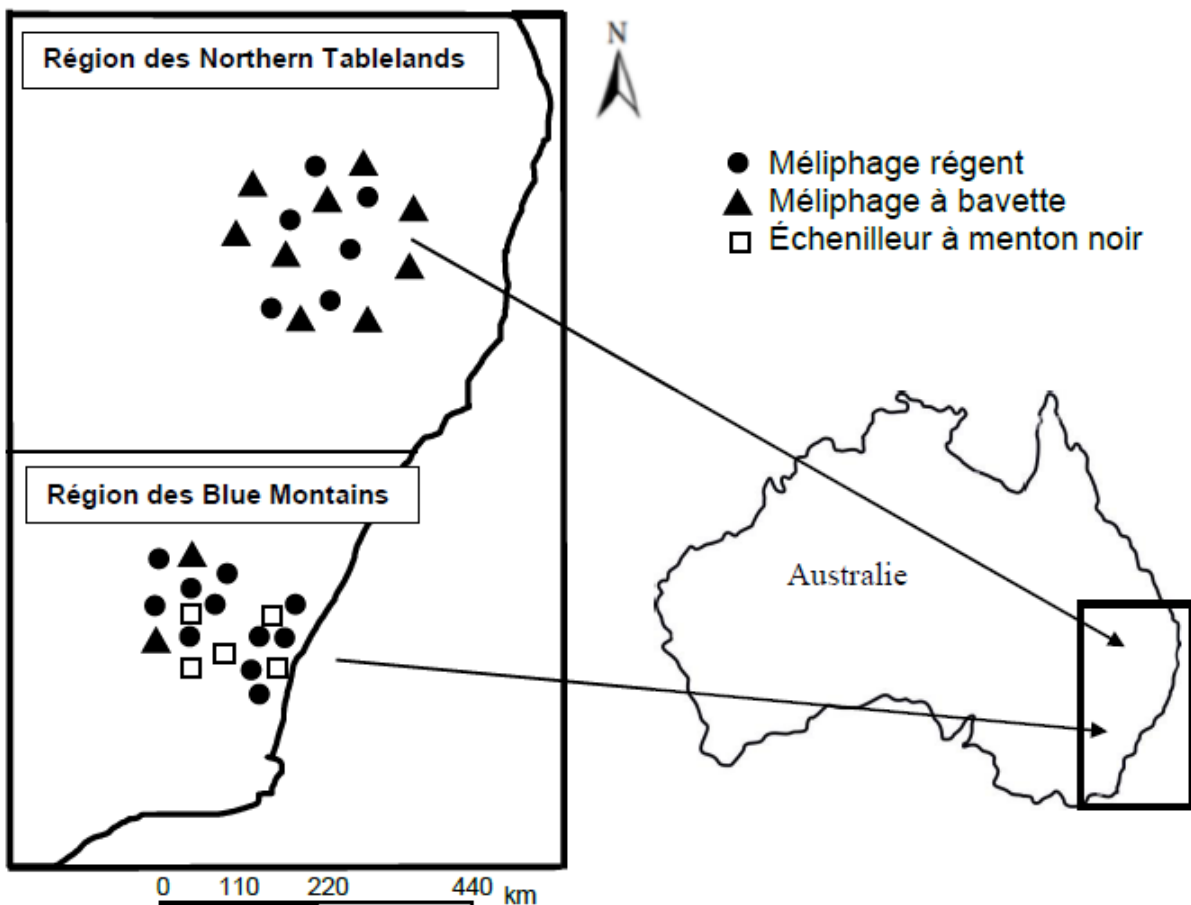 Région des Northern Tablelands
N
Méliphage régent
Méliphage à bavette
Échenilleur à menton noir
Région des Blue Montains
Australie
0 110 220 440 km